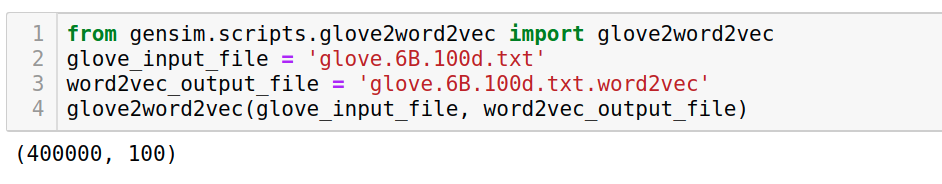 1 from gensim.scripts.glove2word2vec import glove2word2vec
2 glove_input_file = 'glove.6B.100d.txt'
3 word2vec_output_file = 'glove.6B.100d.txt.word2vec'
4 glove2word2vec(glove_input_file, word2vec_output_file)
(400000, 100)